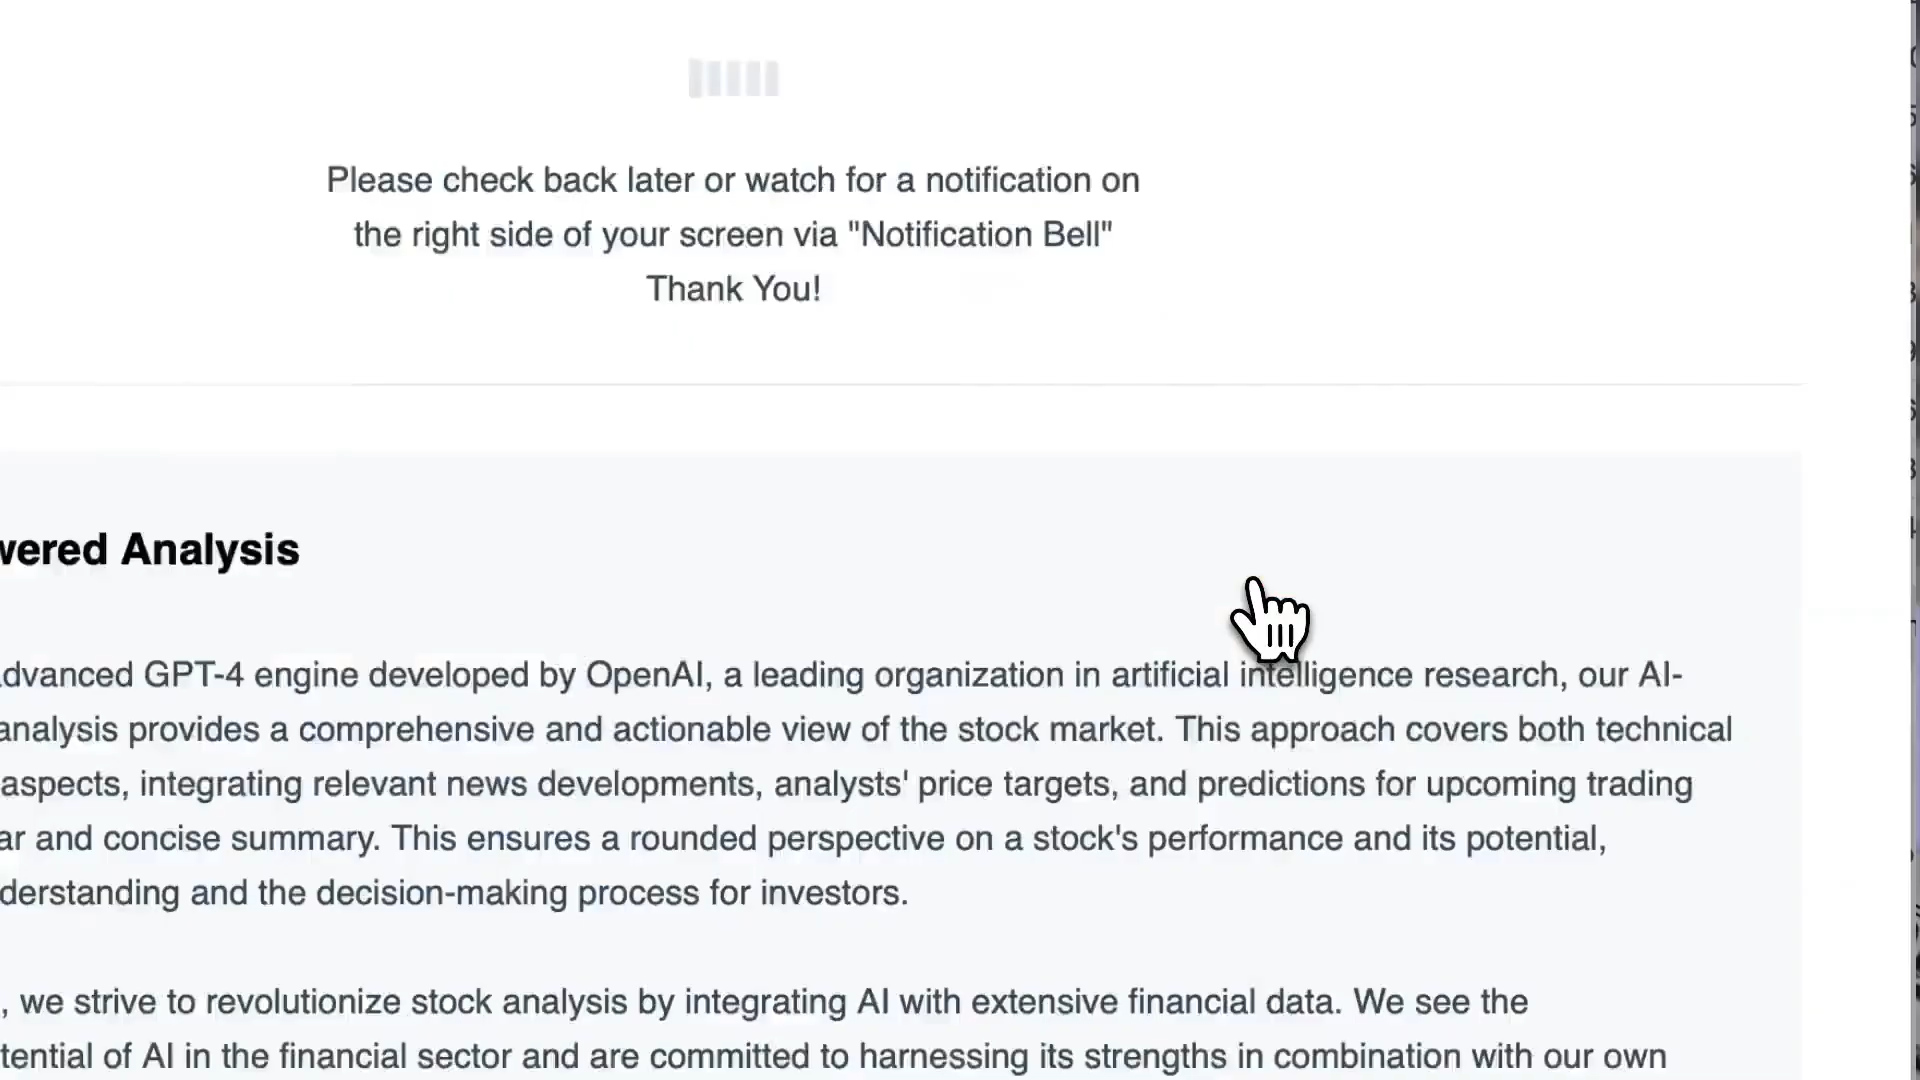 Please check back later or watch for a notification on
the right side of your screen via "Notification Bell"
Thank You!
Analysis
GPT-4 engine developed by OpenAI, a leading organization in artificial intelligence research, our AI-
analysis provides a comprehensive and actionable view of the stock market. This approach covers both technical
aspects, integrating relevant news developments, analysts' price targets, and predictions for upcoming trading
and concise summary. This ensures a rounded perspective on a stock's performance and its potential,
and the decision-making process for investors.
, we strive to revolutionize stock analysis by integrating AI with extensive financial data. We see the
of AI in the financial sector and are committed to harnessing its strengths in combination with our own